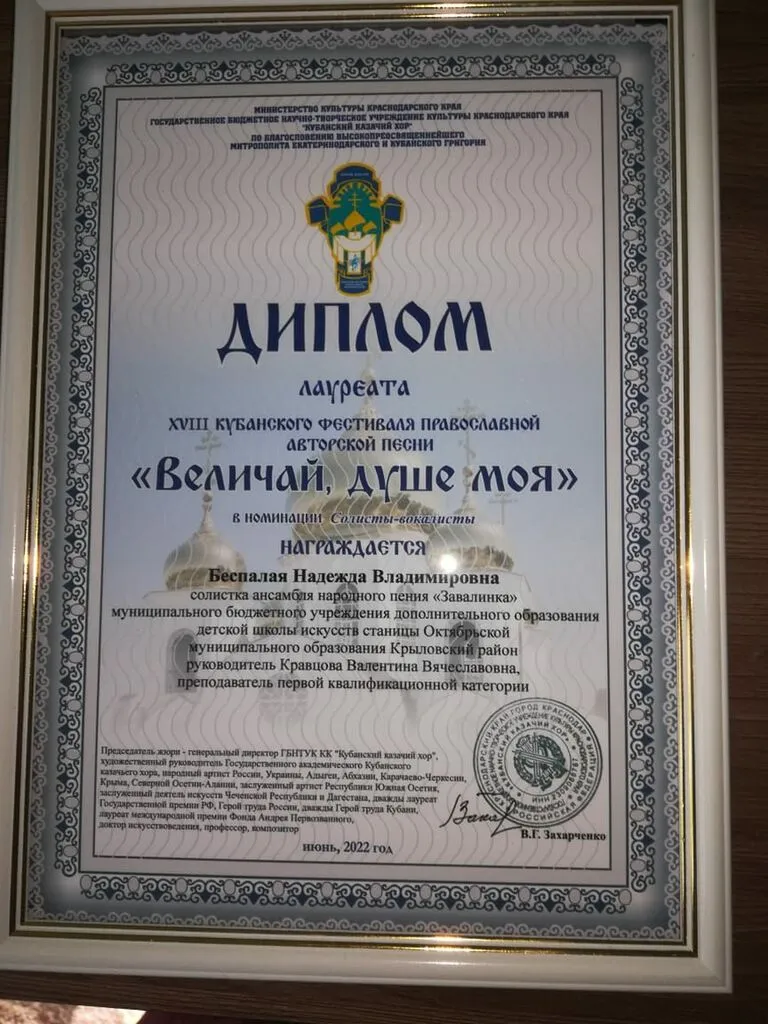 МИНИСТЕРСТВО КУЛЬТУРЫ КРАСНОДАРСКОГО КРАЯ
ГОСУДАРСТВЕННОЕ БЮДЖЕТНОЕ НАУЧНО-ТВОРЧЕСКОЕ УЧРЕЖДЕНИЕ КУЛЬТУРЫ КРАСНОДАРСКОГО КРАЯ
"КУБАНСКИЙ КАЗАЧИЙ ХОР"
ПО БЛАГОСЛОВЕНИЮ ВЫСОКОПРЕОСВЯЩЕННЕЙШЕГО
МИТРОПОЛИТА ЕКАТЕРИНОДАРСКОГО И КУБАНСКОГО ГРИГОРИЯ
ДИПЛОМ
ЛАУРЕАТА
XVIII КУБАНСКОГО ФЕСТИВАЛЯ ПРАВОСЛАВНОЙ
АВТОРСКОЙ ПЕСНИ
«Величай, душе моя»
В НОМИНАЦИИ Солисты-вокалисты
НАГРАЖДАЕТСЯ
Беспалая Надежда Владимировна
солистка ансамбля народного пения «Завалинка»
муниципального бюджетного учреждения дополнительного образования
детской школы искусств станицы Октябрьской
муниципального образования Крыловский район
руководитель Кравцова Валентина Вячеславовна,
преподаватель первой квалификационной категории
Председатель жюри - генеральный директор ГБНТУК КК "Кубанский казачий хор",
художественный руководитель Государственного академического Кубанского
казачьего хора, народный артист России, Украины, Адыгеи, Абхазии, Карачаево-Черкесии,
Крыма, Северной Осетии-Алании, заслуженный артист Республики Южная Осетия,
заслуженный деятель искусств Чеченской Республики и Дагестана, дважды лауреат
Государственной премии РФ, Герой труда России, дважды Герой труда Кубани,
лауреат международной премии Фонда Андрея Первозванного,
доктор искусствоведения, профессор, композитор
В.Г. Захарченко
июнь, 2022 год